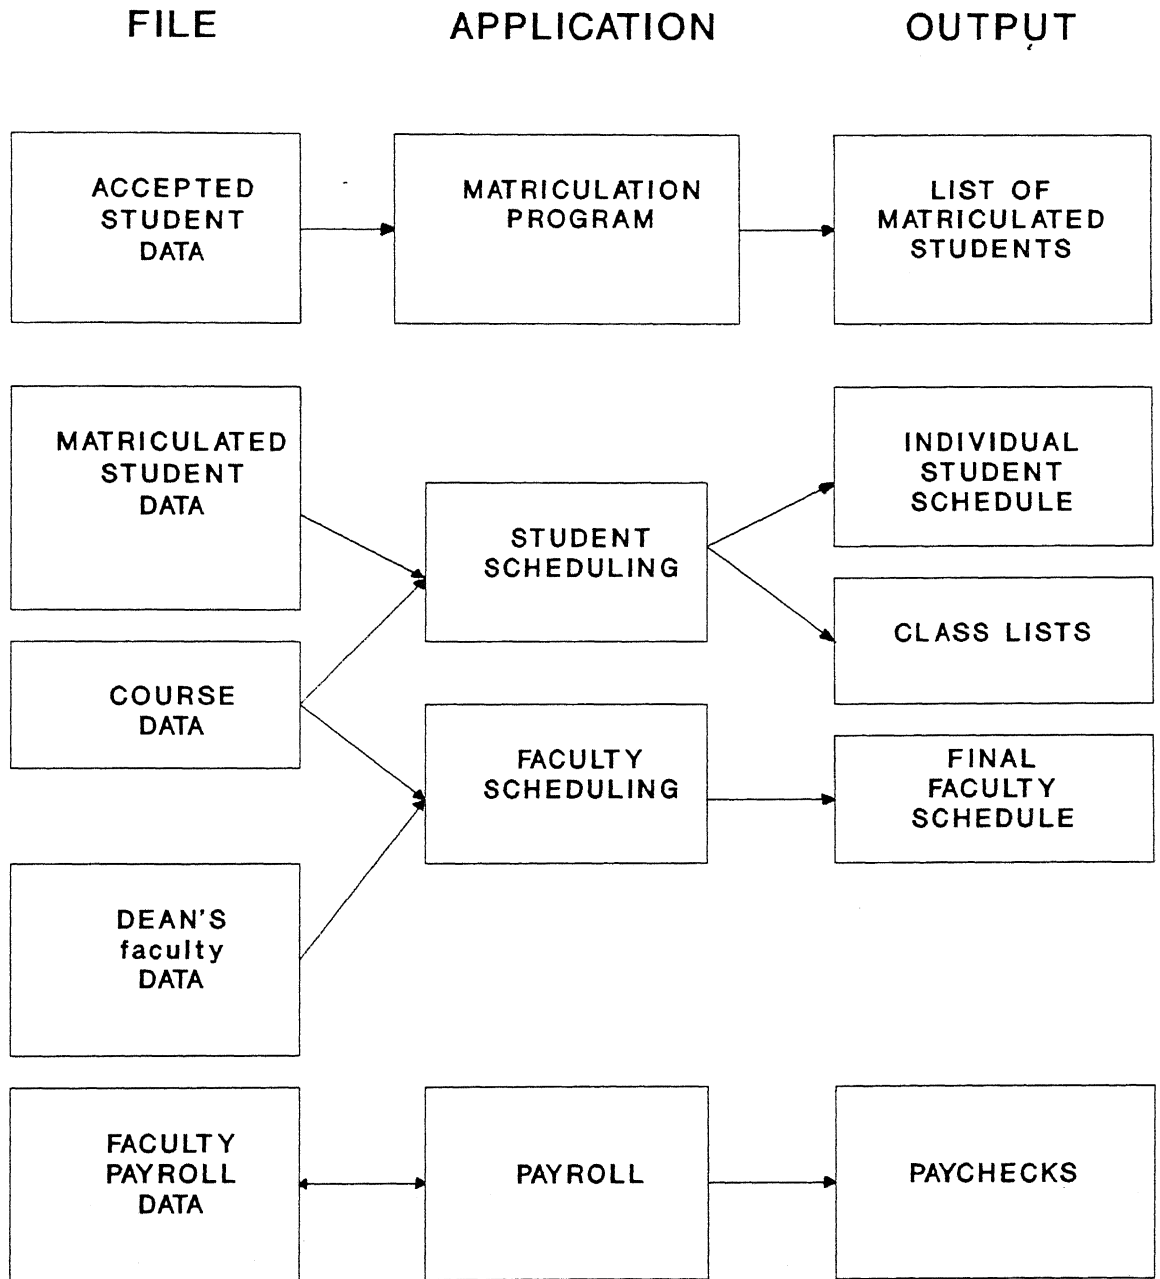 FILE
APPLICATION
OUTPUT
ACCEPTED
STUDENT
DATA
MATRICULATION
PROGRAM
LIST OF
MATRICULATED
STUDENTS
MATRICULATED
STUDENT
DATA
STUDENT
SCHEDULING
INDIVIDUAL
STUDENT
SCHEDULE
CLASS LISTS
COURSE
DATA
FACULTY
SCHEDULING
FINAL
FACULTY
SCHEDULE
DEAN'S
faculty
DATA
FACULTY
PAYROLL
DATA
PAYROLL
PAYCHECKS